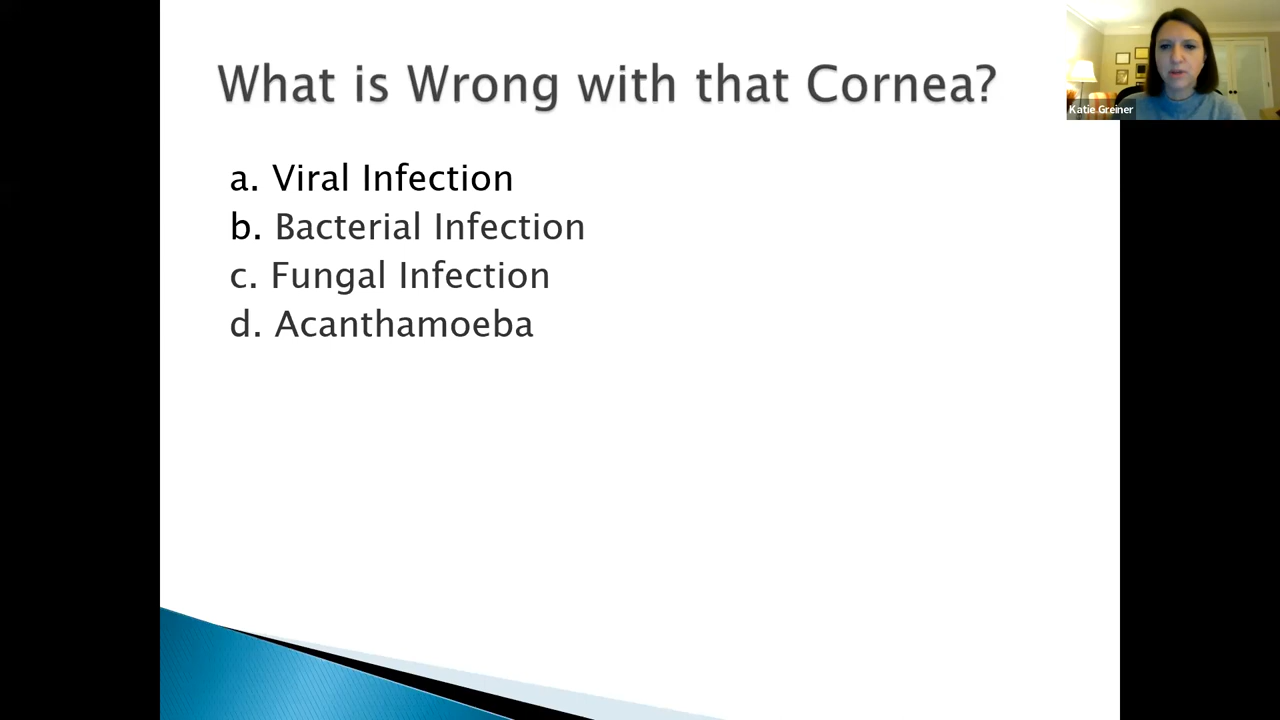 What is Wrong with that Cornea?
Katie Greiner
a. Viral Infection
b. Bacterial Infection
c. Fungal Infection
d. Acanthamoeba